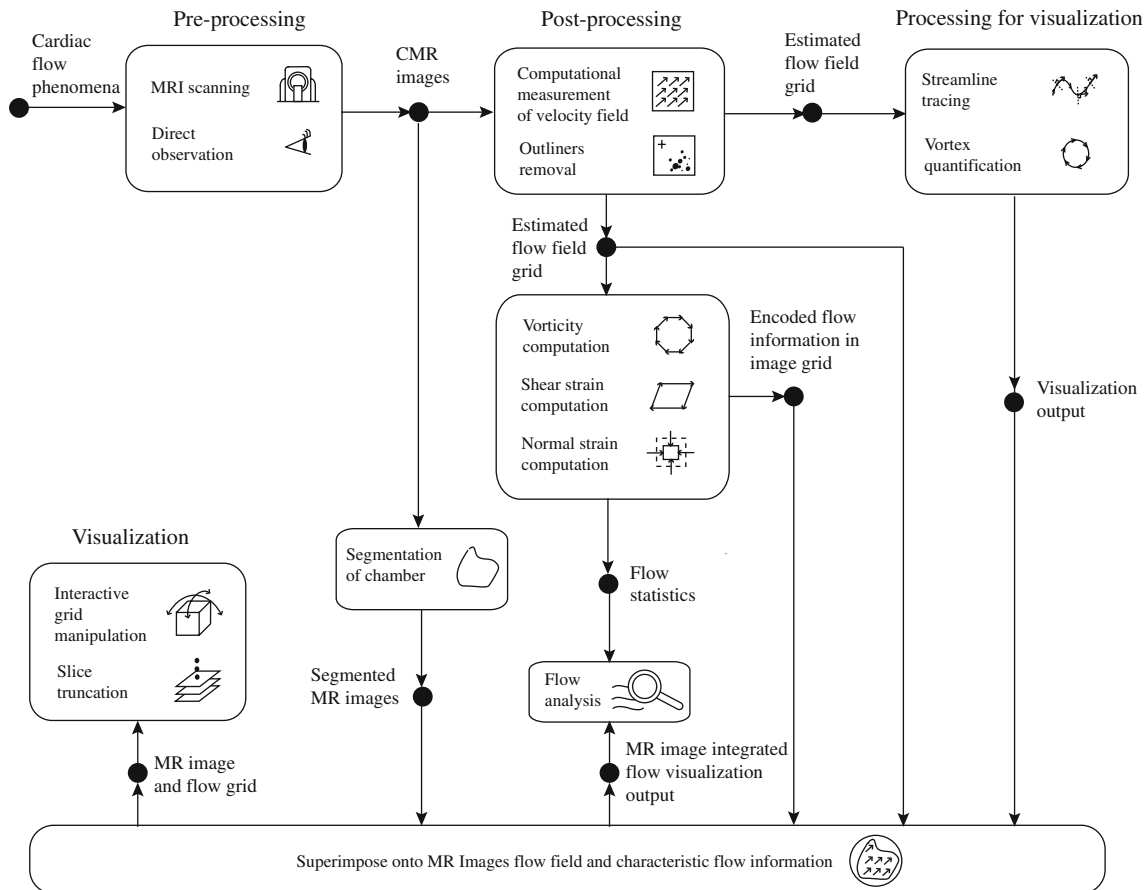 Pre-processing
Post-processing
Processing for visualization
Cardiac
flow
phenomena
MRI scanning
Direct
observation
CMR
images
Computational
measurement
of velocity field
Outliners
removal
Estimated
flow field
grid
Streamline
tracing
Vortex
quantification
Estimated
flow field
grid
Vorticity
computation
Shear strain
computation
Normal strain
computation
Encoded flow
information in
image grid
Visualization
output
Visualization
Interactive
grid
manipulation
Slice
truncation
Segmentation
of chamber
Flow
statistics
Segmented
MR images
Flow
analysis
MR image
and flow grid
MR image integrated
flow visualization
output
Superimpose onto MR Images flow field and characteristic flow information